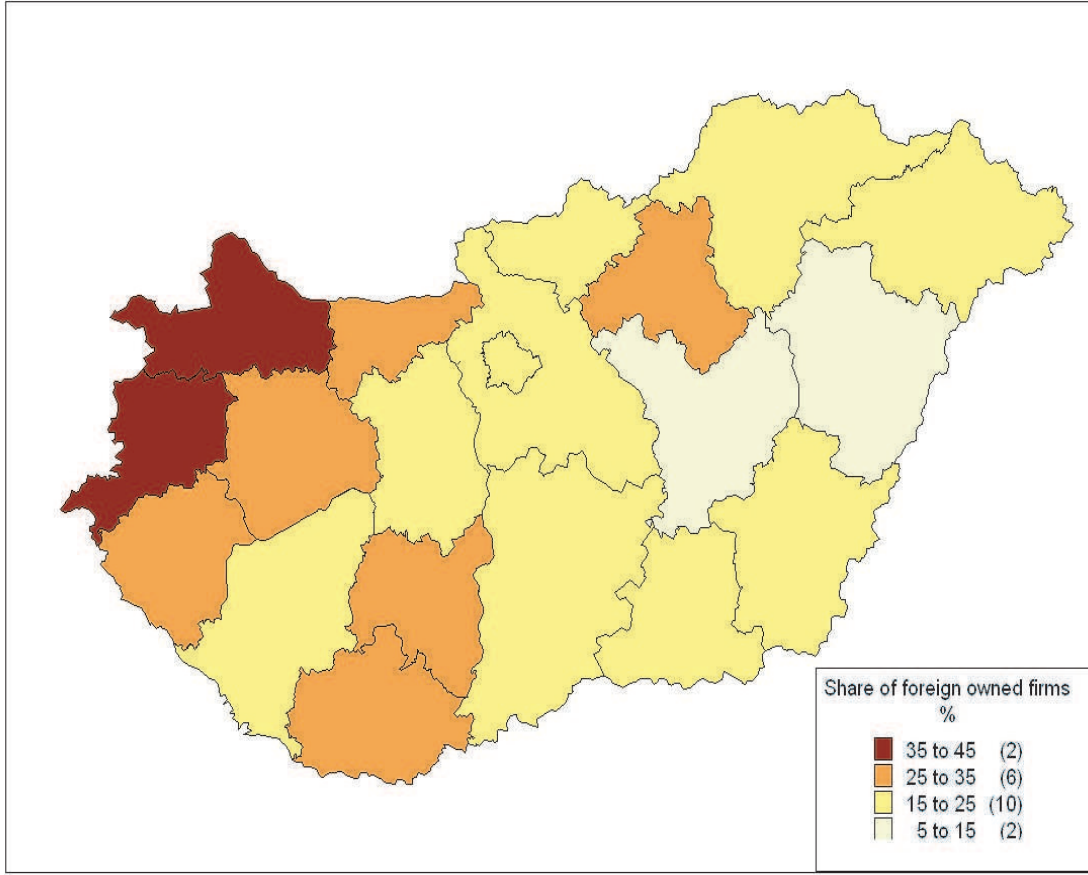 Share of foreign owned firms
%
35 to 45 (2)
25 to 35 (6)
15 to 25 (10)
5 to 15 (2)